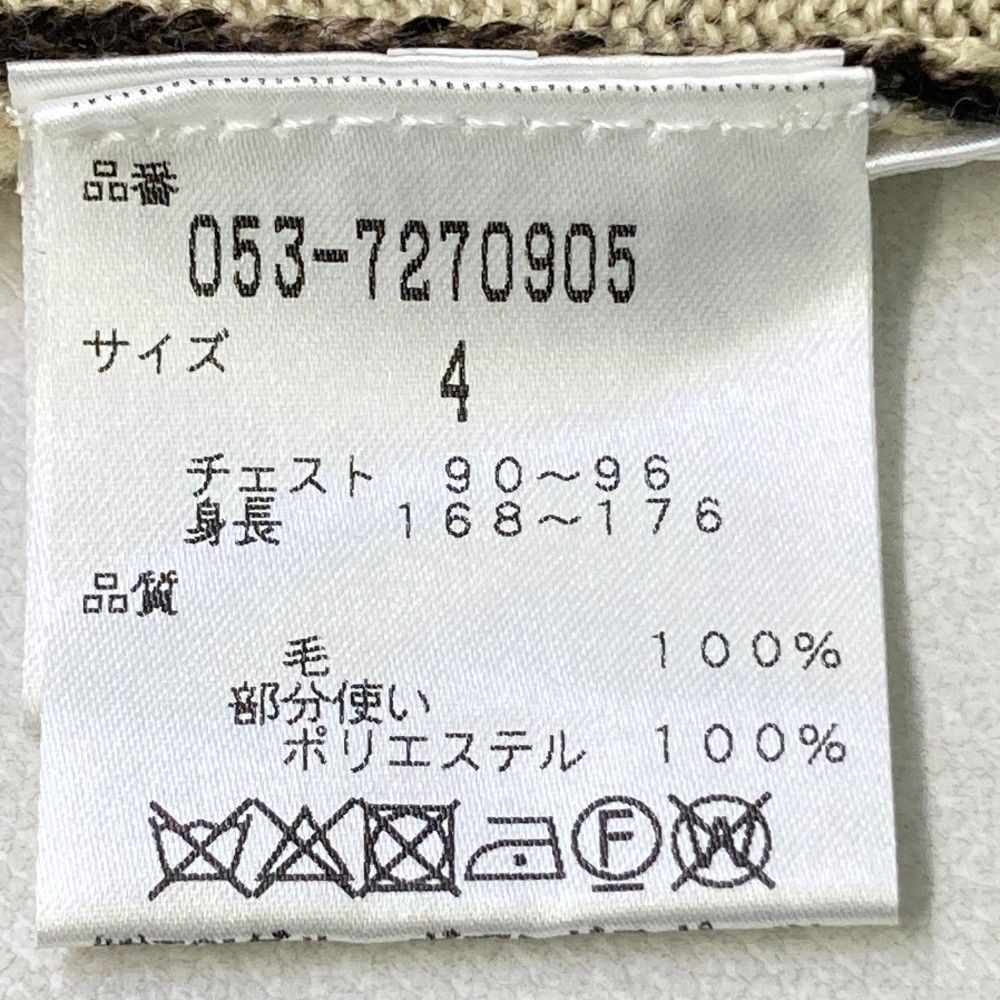 品番
053-7270905
サイズ 4
チェスト 90～96
身長 168～176
品質
毛 100%
部分使い
ポリエステル 100%
F W